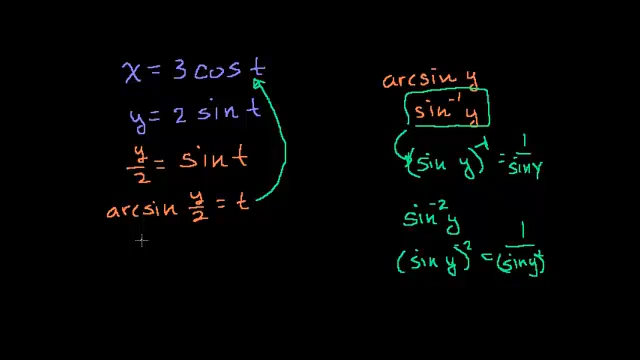 x = 3 cos t
y = 2 sin t
y/2 = sin t
arcsin y/2 = t
arcsin y
sin⁻¹ y
(sin y)⁻¹ = 1/sin y
sin⁻² y
(sin y)⁻² = 1/(sin y)²